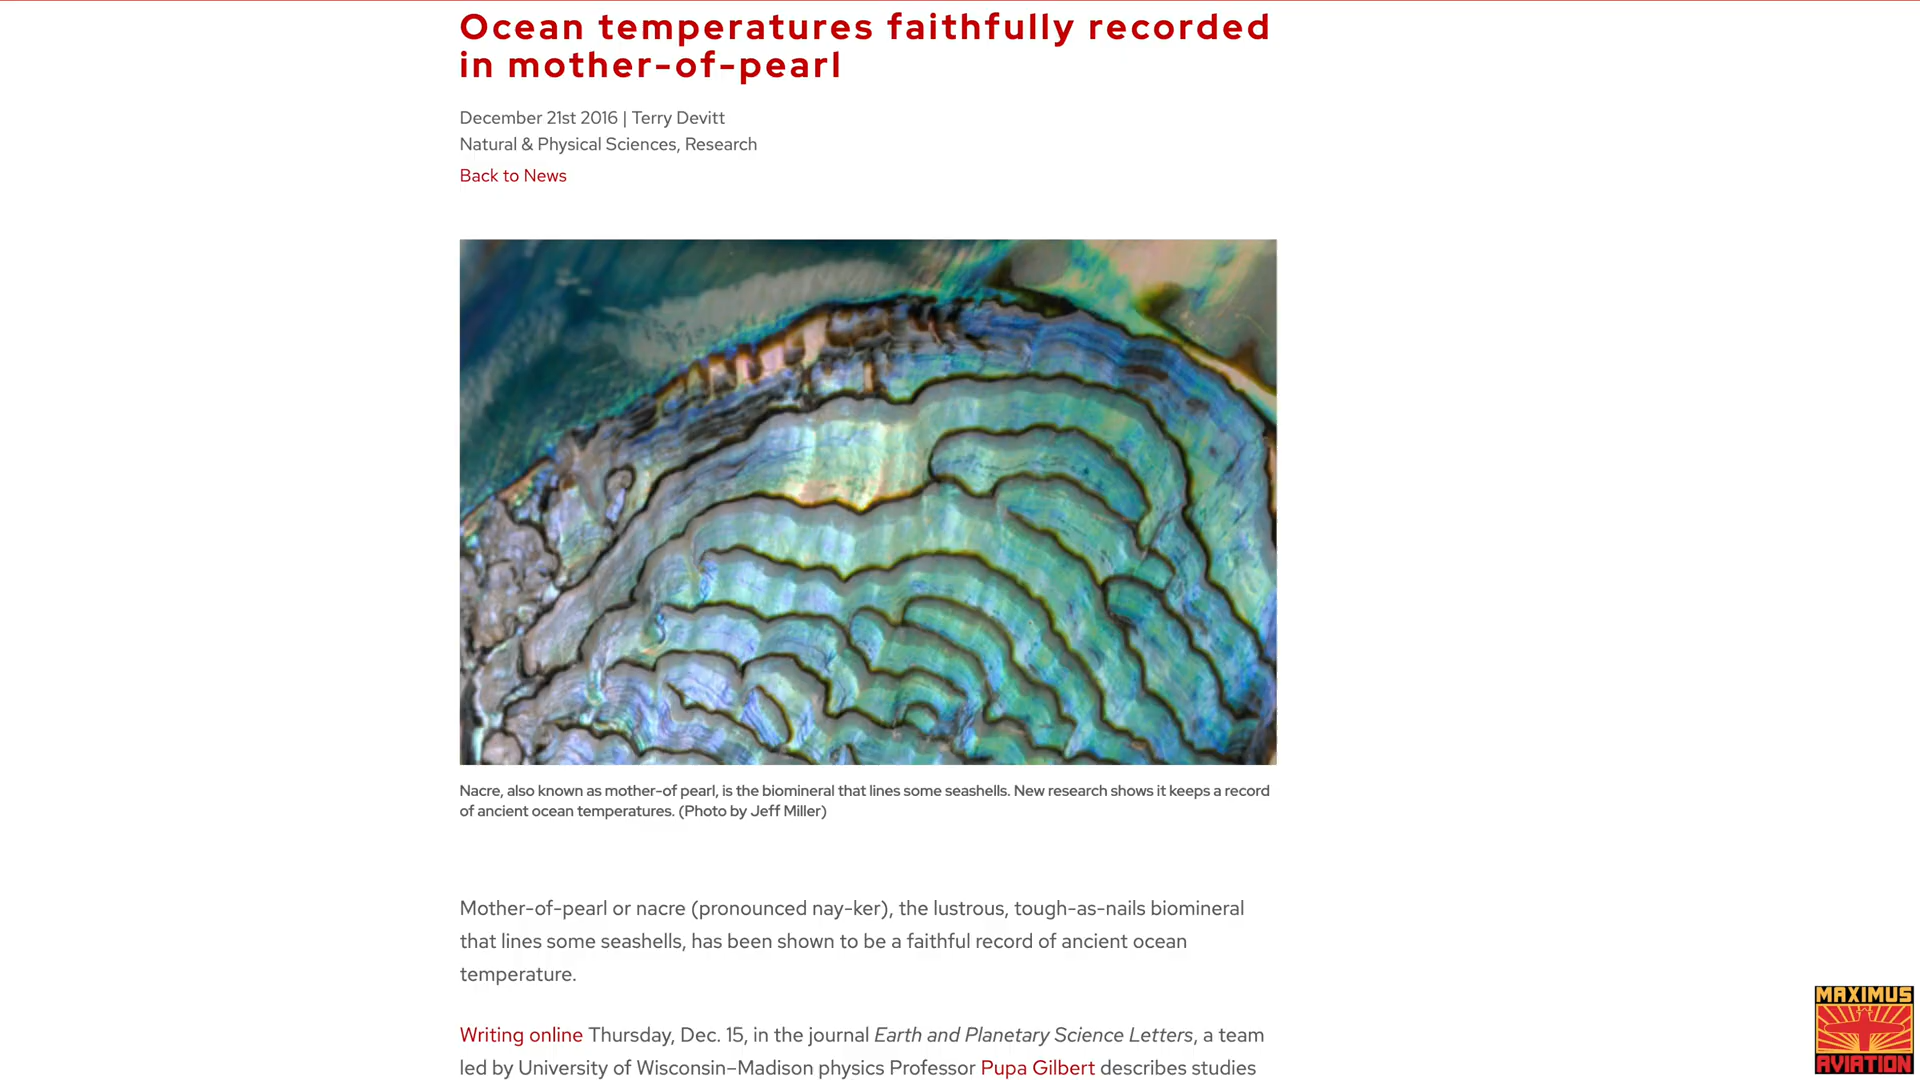 Ocean temperatures faithfully recorded
in mother-of-pearl
December 21st 2016 | Terry Devitt
Natural & Physical Sciences, Research
Back to News
Nacre, also known as mother-of pearl, is the biomineral that lines some seashells. New research shows it keeps a record
of ancient ocean temperatures. (Photo by Jeff Miller)
Mother-of-pearl or nacre (pronounced nay-ker), the lustrous, tough-as-nails biomineral
that lines some seashells, has been shown to be a faithful record of ancient ocean
temperature.
Writing online Thursday, Dec. 15, in the journal Earth and Planetary Science Letters, a team
led by University of Wisconsin–Madison physics Professor Pupa Gilbert describes studies
MAXIMUS
AVIATION